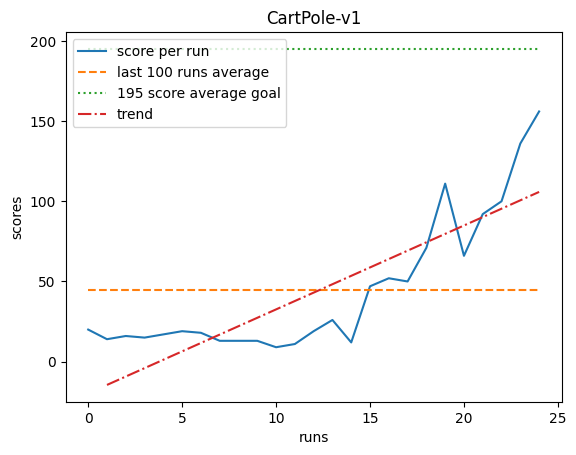 CartPole-v1
score per run
last 100 runs average
195 score average goal
trend
200
150
100
50
0
scores
0
5
10
15
20
25
runs